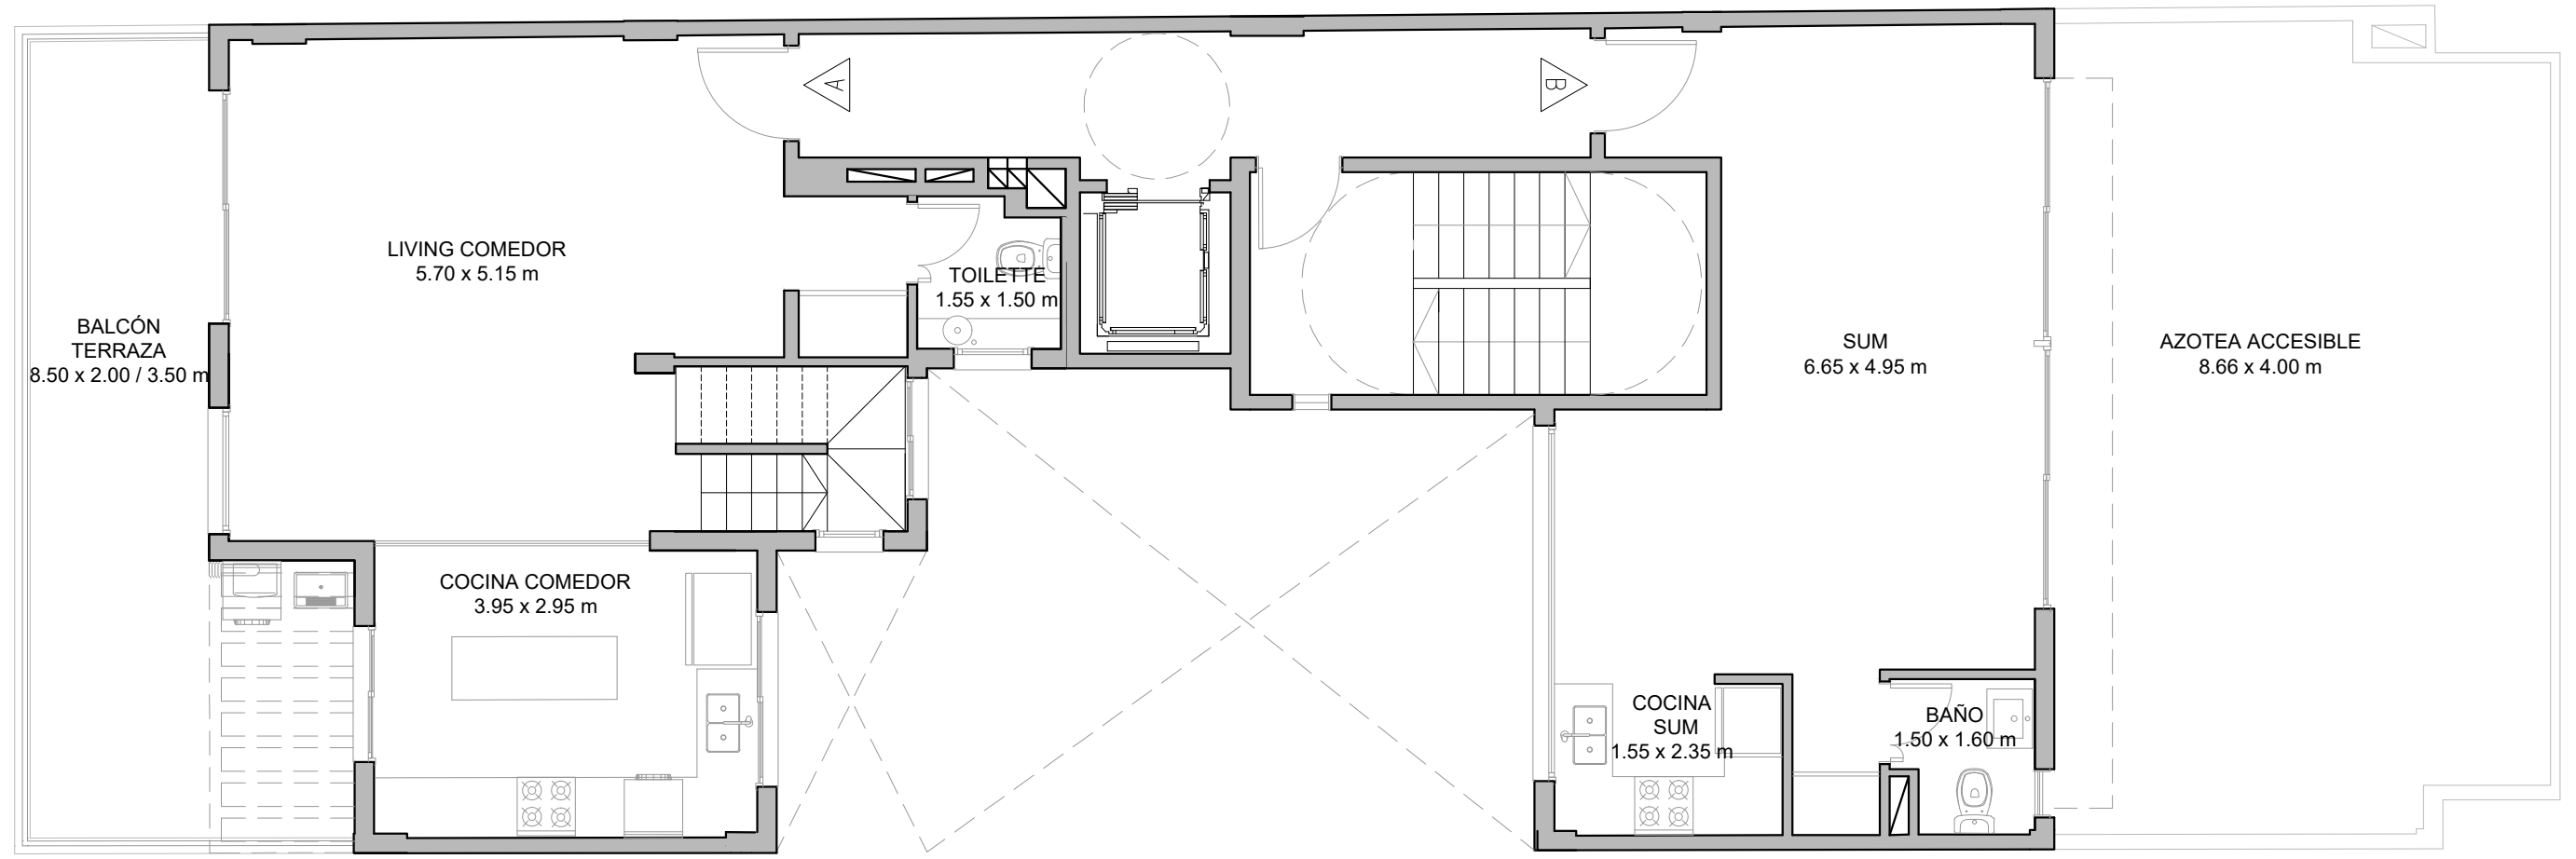 A
B
LIVING COMEDOR
5.70 x 5.15 m
TOILETTE
1.55 x 1.50 m
BALCÓN
TERRAZA
8.50 x 2.00 / 3.50 m
SUM
6.65 x 4.95 m
AZOTEA ACCESIBLE
8.66 x 4.00 m
COCINA COMEDOR
3.95 x 2.95 m
COCINA
SUM
1.55 x 2.35 m
BAÑO
1.50 x 1.60 m